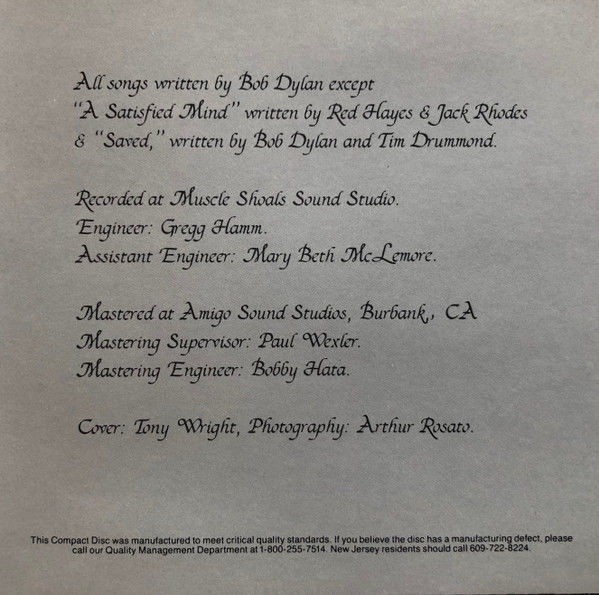 All songs written by Bob Dylan except
"A Satisfied Mind" written by Red Hayes & Jack Rhodes
& "Saved," written by Bob Dylan and Tim Drummond.
Recorded at Muscle Shoals Sound Studio.
Engineer: Gregg Hamm.
Assistant Engineer: Mary Beth McLemore.
Mastered at Amigo Sound Studios, Burbank, CA
Mastering Supervisor: Paul Wexler.
Mastering Engineer: Bobby Hata.
Cover: Tony Wright, Photography: Arthur Rosato.
This Compact Disc was manufactured to meet critical quality standards. If you believe the disc has a manufacturing defect, please
call our Quality Management Department at 1-800-255-7514. New Jersey residents should call 609-722-8224.